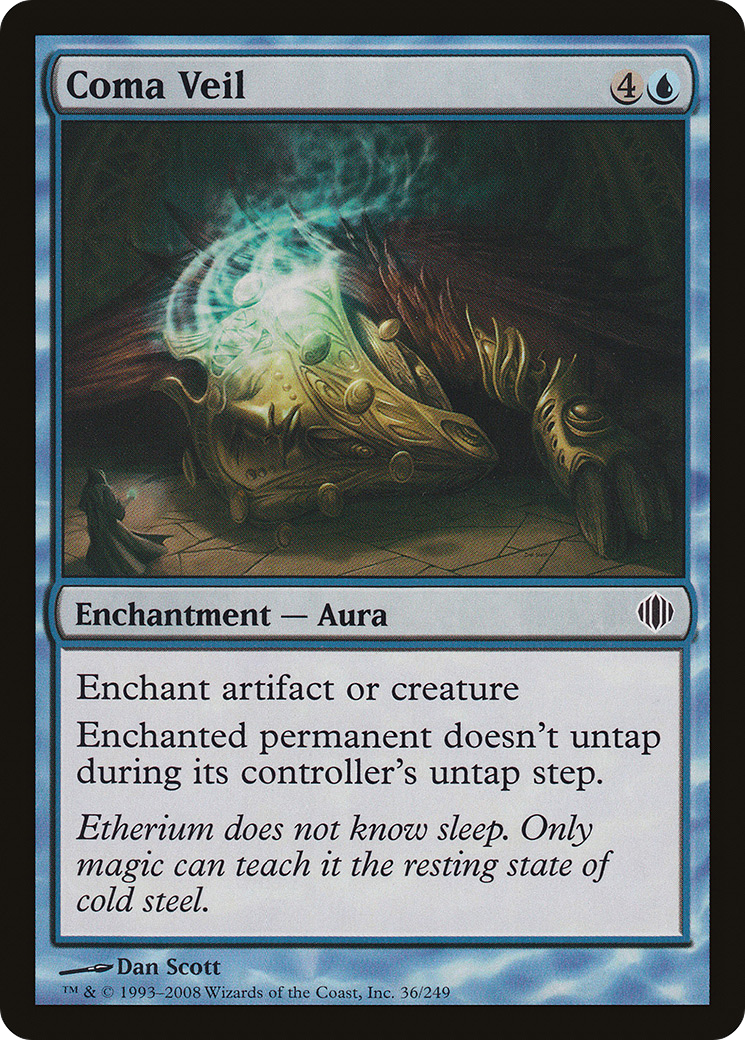 Coma Veil
4
Enchantment — Aura
Enchant artifact or creature
Enchanted permanent doesn't untap
during its controller's untap step.
Etherium does not know sleep. Only
magic can teach it the resting state of
cold steel.
Dan Scott
™ & © 1993–2008 Wizards of the Coast, Inc. 36/249